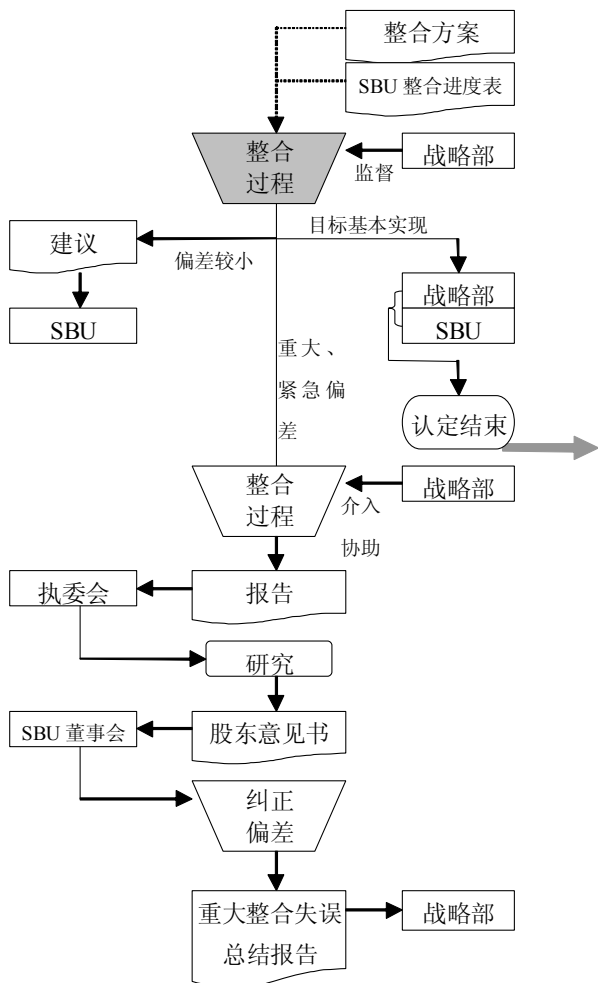 整合方案
SBU 整合进度表
整合
过程
战略部
监督
目标基本实现
建议
偏差较小
战略部
SBU
SBU
重大、
紧急偏
差
认定结束
整合
过程
战略部
介入
协助
执委会
报告
研究
SBU 董事会
股东意见书
纠正
偏差
重大整合失误
总结报告
战略部